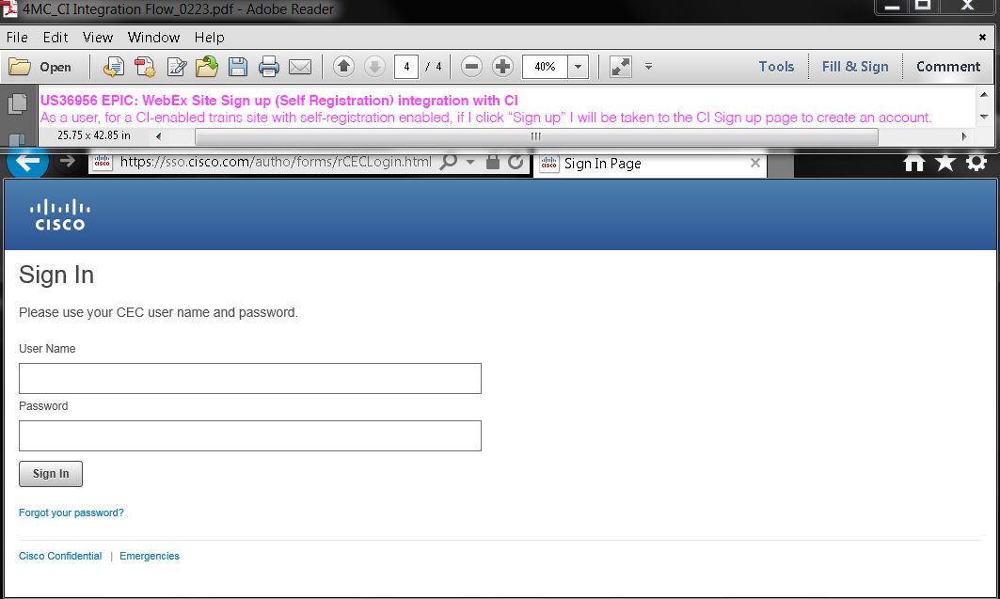 4MC_CI Integration Flow_0223.pdf - Adobe Reader
File Edit View Window Help
Open 4 / 4 40% Tools Fill & Sign Comment
US36956 EPIC: WebEx Site Sign up (Self Registration) integration with CI
As a user, for a CI-enabled trains site with self-registration enabled, if I click “Sign up” I will be taken to the CI Sign up page to create an account.
25.75 x 42.85 in
https://sso.cisco.com/autho/forms/rCECLogin.html Sign In Page
CISCO
Sign In
Please use your CEC user name and password.
User Name
Password
Sign In
Forgot your password?
Cisco Confidential | Emergencies